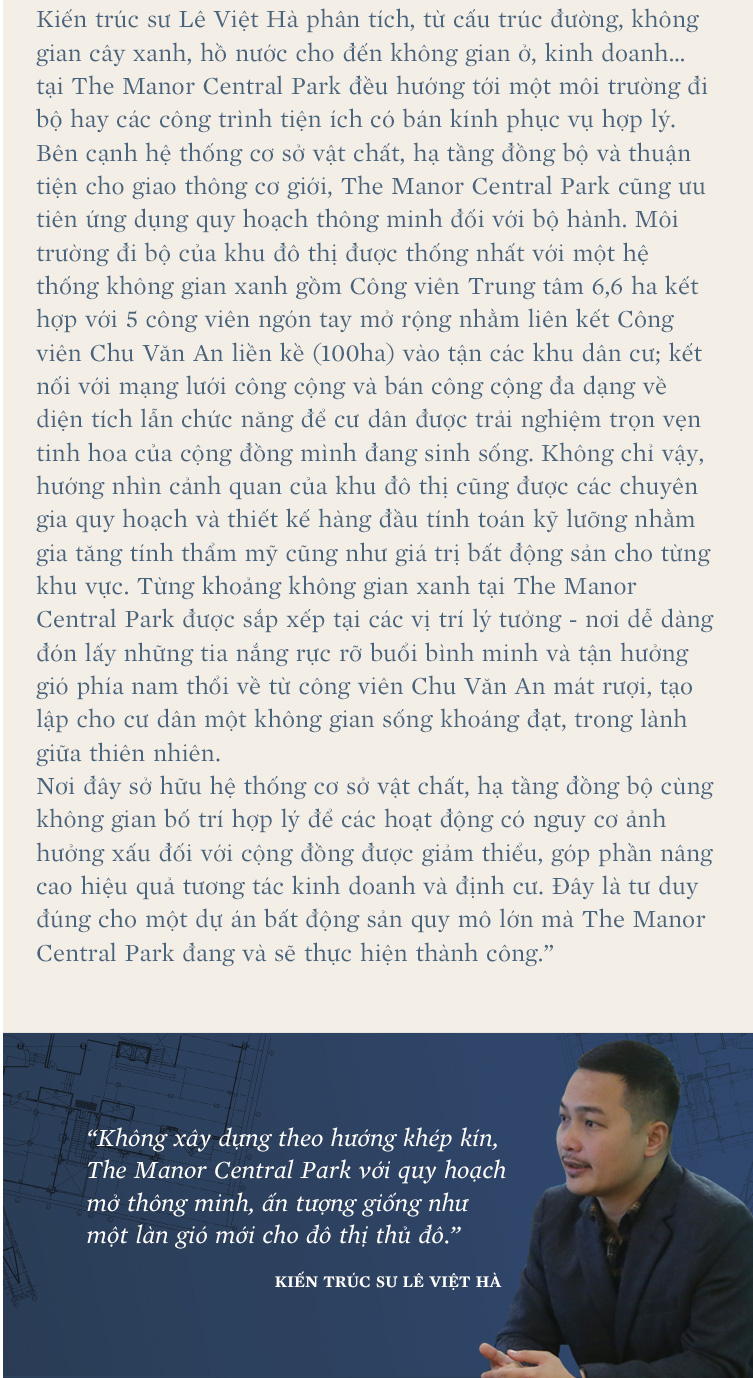 Kiến trúc sư Lê Việt Hà phân tích, từ cấu trúc đường, không
gian cây xanh, hồ nước cho đến không gian ở, kinh doanh...
tại The Manor Central Park đều hướng tới một môi trường đi
bộ hay các công trình tiện ích có bán kính phục vụ hợp lý.
Bên cạnh hệ thống cơ sở vật chất, hạ tầng đồng bộ và thuận
tiện cho giao thông cơ giới, The Manor Central Park cũng ưu
tiên ứng dụng quy hoạch thông minh đối với bộ hành. Môi
trường đi bộ của khu đô thị được thống nhất với một hệ
thống không gian xanh gồm Công viên Trung tâm 6,6 ha kết
hợp với 5 công viên ngón tay mở rộng nhằm liên kết Công
viên Chu Văn An liền kề (100ha) vào tận các khu dân cư; kết
nối với mạng lưới công cộng và bán công cộng đa dạng về
diện tích lẫn chức năng để cư dân được trải nghiệm trọn vẹn
tinh hoa của cộng đồng mình đang sinh sống. Không chỉ vậy,
hướng nhìn cảnh quan của khu đô thị cũng được các chuyên
gia quy hoạch và thiết kế hàng đầu tính toán kỹ lưỡng nhằm
gia tăng tính thẩm mỹ cũng như giá trị bất động sản cho từng
khu vực. Từng khoảng không gian xanh tại The Manor
Central Park được sắp xếp tại các vị trí lý tưởng - nơi dễ dàng
đón lấy những tia nắng rực rỡ buổi bình minh và tận hưởng
gió phía nam thổi về từ công viên Chu Văn An mát rượi, tạo
lập cho cư dân một không gian sống khoáng đạt, trong lành
giữa thiên nhiên.
Nơi đây sở hữu hệ thống cơ sở vật chất, hạ tầng đồng bộ cùng
không gian bố trí hợp lý để các hoạt động có nguy cơ ảnh
hưởng xấu đối với cộng đồng được giảm thiểu, góp phần nâng
cao hiệu quả tương tác kinh doanh và định cư. Đây là tư duy
đúng cho một dự án bất động sản quy mô lớn mà The Manor
Central Park đang và sẽ thực hiện thành công.”
“Không xây dựng theo hướng khép kín,
The Manor Central Park với quy hoạch
mở thông minh, ấn tượng giống như
một làn gió mới cho đô thị thủ đô.”
KIẾN TRÚC SƯ LÊ VIỆT HÀ